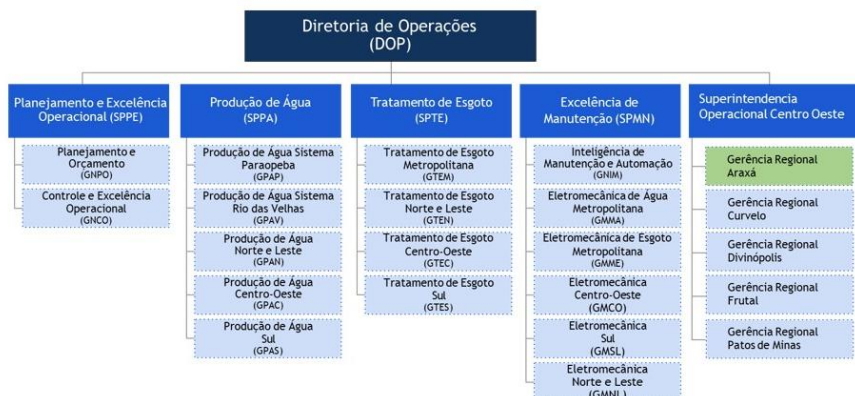 Diretoria de Operações
(DOP)
Planejamento e Excelência
Operacional (SPPE)
Planejamento e
Orçamento
(GNPO)
Controle e Excelência
Operacional
(GNCO)
Produção de Água
(SPPA)
Produção de Água Sistema
Paraopeba
(GPAP)
Produção de Água Sistema
Rio das Velhas
(GPAV)
Produção de Água
Norte e Leste
(GPAN)
Produção de Água
Centro-Oeste
(GPAC)
Produção de Água
Sul
(GPAS)
Tratamento de Esgoto
(SPTE)
Tratamento de Esgoto
Metropolitana
(GTEM)
Tratamento de Esgoto
Norte e Leste
(GTEN)
Tratamento de Esgoto
Centro-Oeste
(GTEC)
Tratamento de Esgoto
Sul
(GTES)
Excelência de
Manutenção (SPMN)
Inteligência de
Manutenção e Automação
(GNIM)
Eletromecânica de Água
Metropolitana
(GMMA)
Eletromecânica de Esgoto
Metropolitana
(GMME)
Eletromecânica
Centro-Oeste
(GMCO)
Eletromecânica
Sul
(GMSL)
Eletromecânica
Norte e Leste
(GMNL)
Superintendencia
Operacional Centro Oeste
Gerência Regional
Araxá
Gerência Regional
Curvelo
Gerência Regional
Divinópolis
Gerência Regional
Frutal
Gerência Regional
Patos de Minas